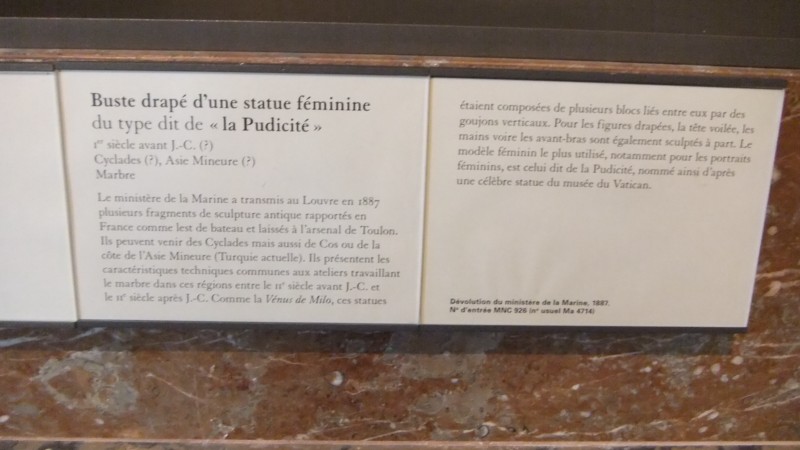 Buste drapé d'une statue féminine
du type dit de « la Pudicité »
1er siècle avant J.-C. (?)
Cyclades (?), Asie Mineure (?)
Marbre
Le ministère de la Marine a transmis au Louvre en 1887
plusieurs fragments de sculpture antique rapportés en
France comme lest de bateau et laissés à l'arsenal de Toulon.
Ils peuvent venir des Cyclades mais aussi de Cos ou de la
côte de l'Asie Mineure (Turquie actuelle). Ils présentent les
caractéristiques techniques communes aux ateliers travaillant
le marbre dans ces régions entre le IIe siècle avant J.-C. et
le IIe siècle après J.-C. Comme la Vénus de Milo, ces statues
étaient composées de plusieurs blocs liés entre eux par des
goujons verticaux. Pour les figures drapées, la tête voilée, les
mains voire les avant-bras sont également sculptés à part. Le
modèle féminin le plus utilisé, notamment pour les portraits
féminins, est celui dit de la Pudicité, nommé ainsi d'après
une célèbre statue du musée du Vatican.
Dévolution du ministère de la Marine, 1887.
N° d'entrée MNC 926 (n° usuel Ma 4714)